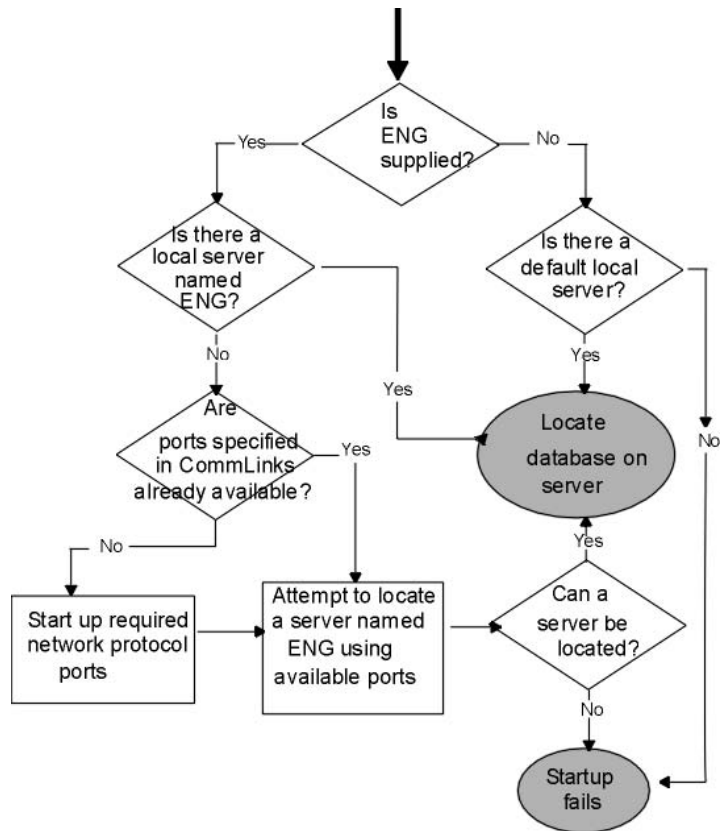 Is
ENG
supplied?
Yes
No
Is there a
local server
named
ENG?
Is there a
default local
server?
No
Yes
Yes
No
Are
ports specified
in CommLinks
already available?
Yes
Locate
database on
server
No
Yes
Start up required
network protocol
ports
Attempt to locate
a server named
ENG using
available ports
Can a
server be
located?
No
Startup
fails